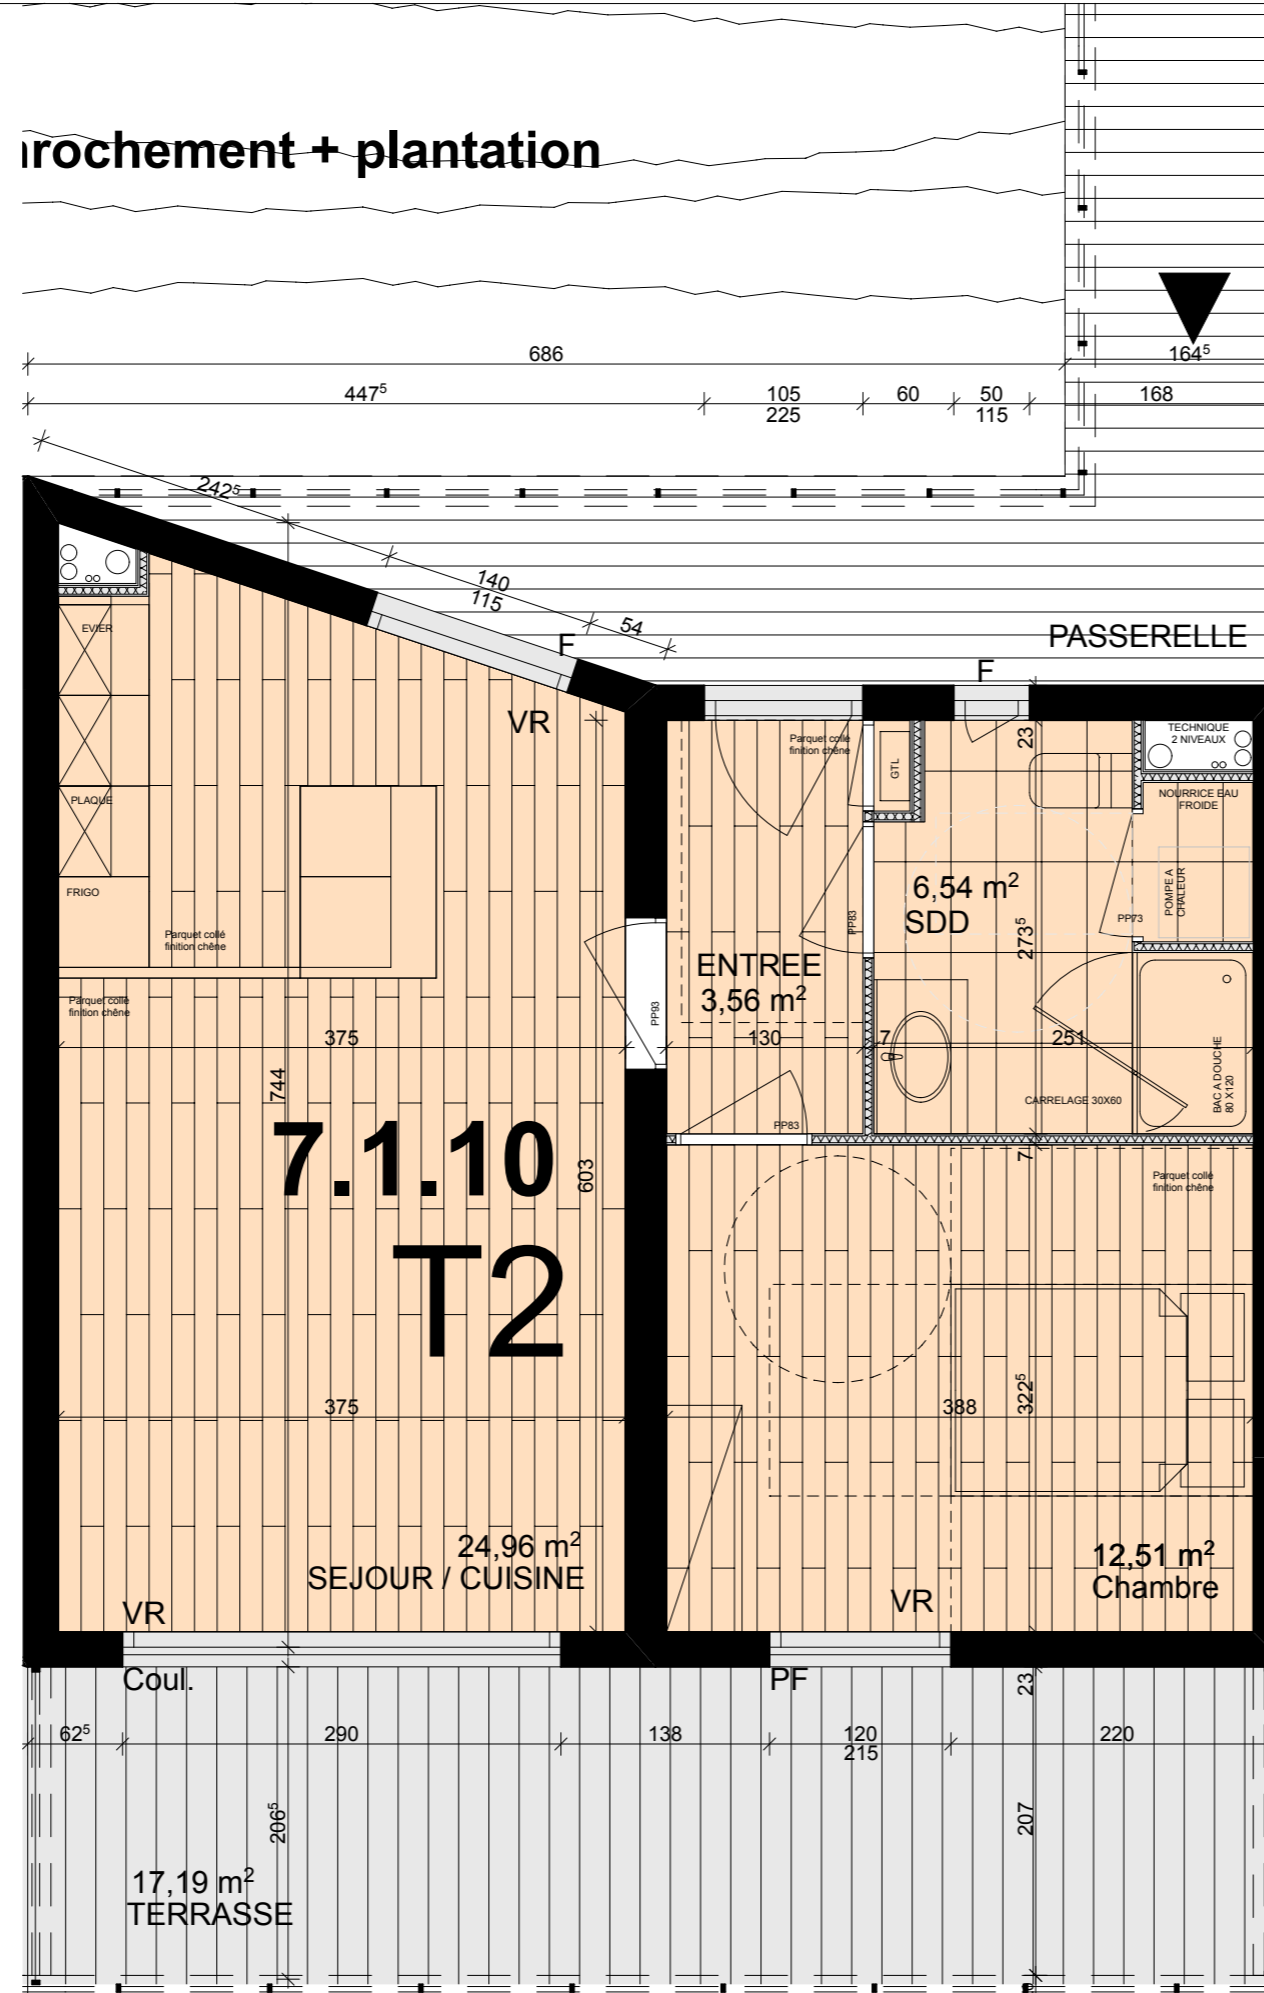 rochement + plantation
686
164⁵
447⁵
105
225
60
50
115
168
242⁵
140
115
54
F
PASSERELLE
F
VR
EVIER
PLAQUE
FRIGO
Parquet collé
finition chêne
Parquet collé
finition chêne
Parquet collé
finition chêne
GTL
23
TECHNIQUE
2 NIVEAUX
NOURRICE EAU
FROIDE
POMPE A
CHALEUR
6,54 m²
SDD
PP83
PP73
273⁵
ENTREE
3,56 m²
PP93
375
130
7
251
744
BAC A DOUCHE
80 X120
CARRELAGE 30X60
PP83
7.1.10
T2
603
7
Parquet collé
finition chêne
375
388
322⁵
24,96 m²
SEJOUR / CUISINE
12,51 m²
Chambre
VR
VR
Coul.
PF
23
62⁵
290
138
120
215
220
206⁵
207
17,19 m²
TERRASSE